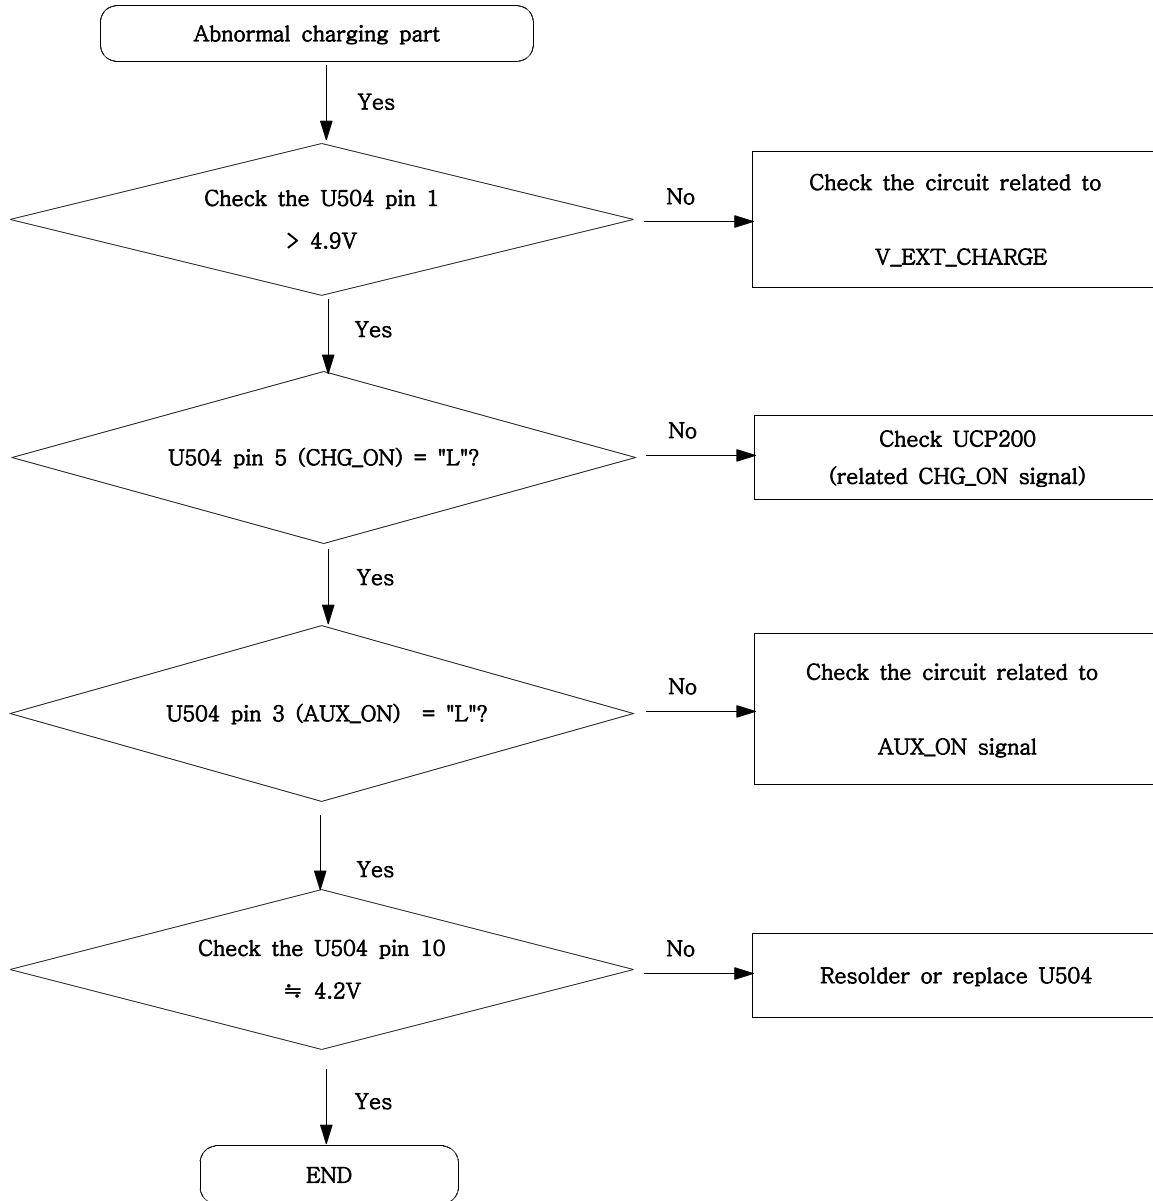 Abnormal charging part
Yes
Check the U504 pin 1
> 4.9V
No
Check the circuit related to
V_EXT_CHARGE
Yes
U504 pin 5 (CHG_ON) = "L"?
No
Check UCP200
(related CHG_ON signal)
Yes
U504 pin 3 (AUX_ON) = "L"?
No
Check the circuit related to
AUX_ON signal
Yes
Check the U504 pin 10
≒ 4.2V
No
Resolder or replace U504
Yes
END